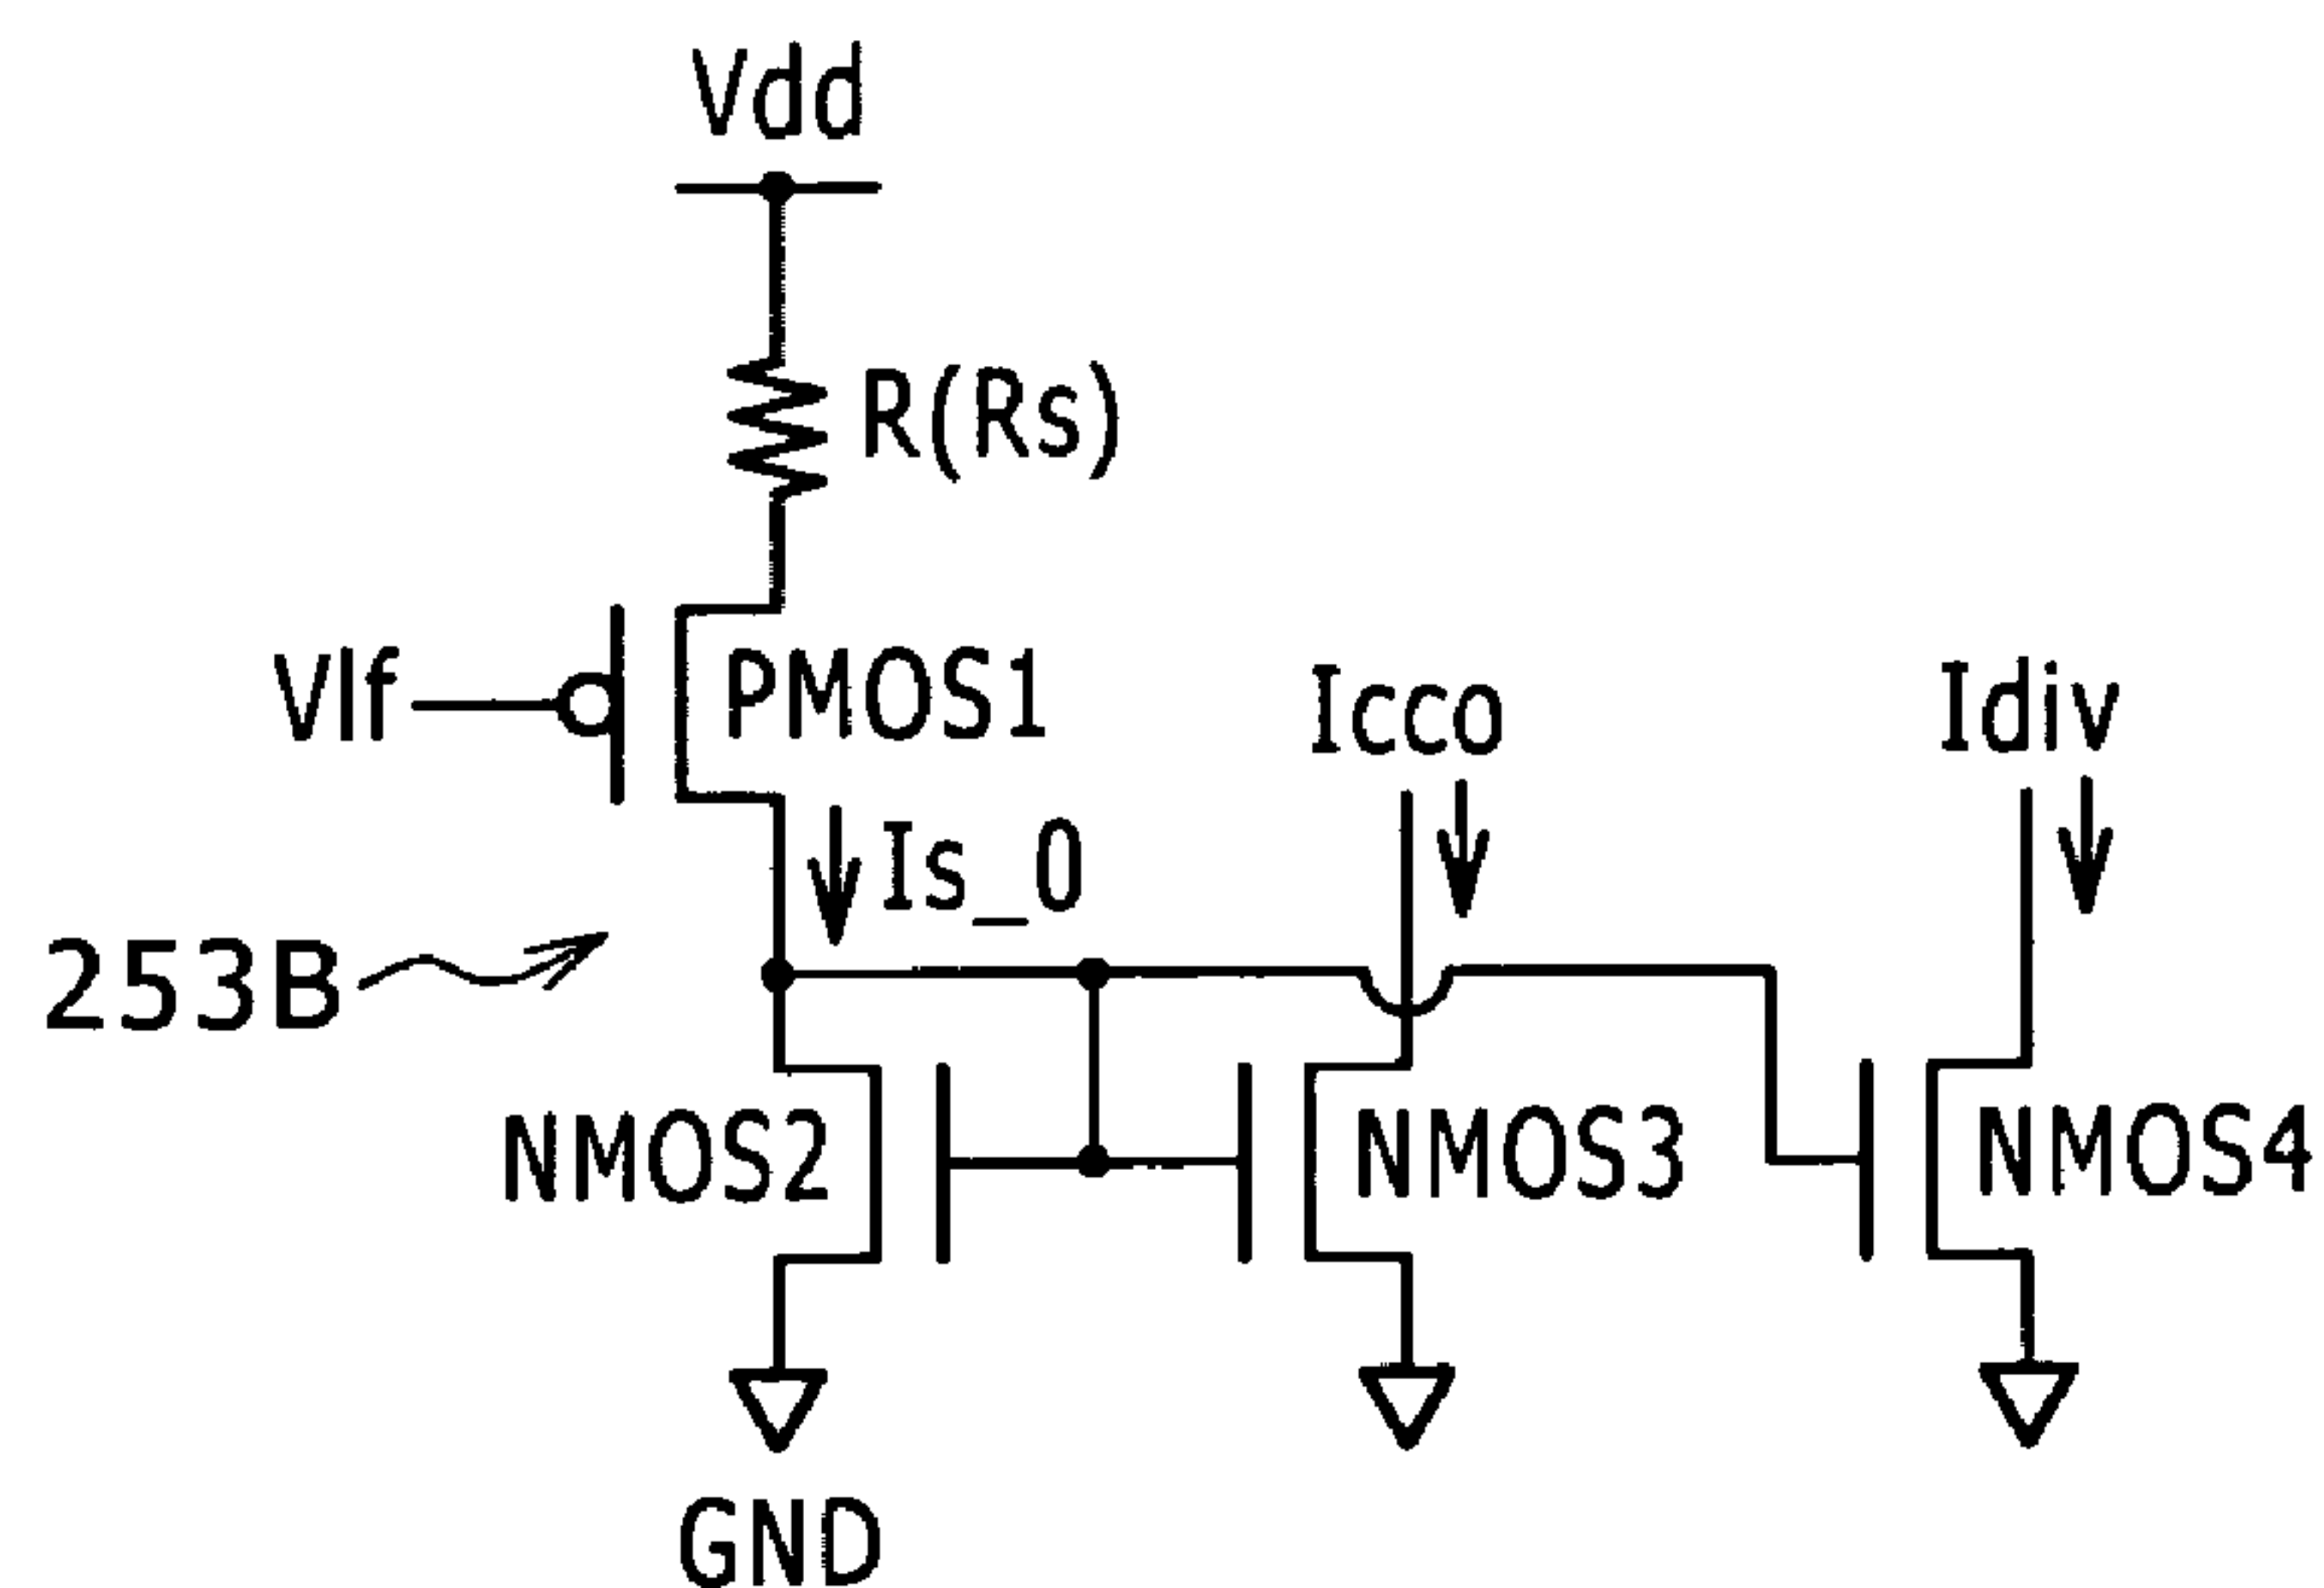 Vdd
R(Rs)
Vlf
PMOS1
Icco
Idiv
Is_0
253B
NMOS2
NMOS3
NMOS4
GND